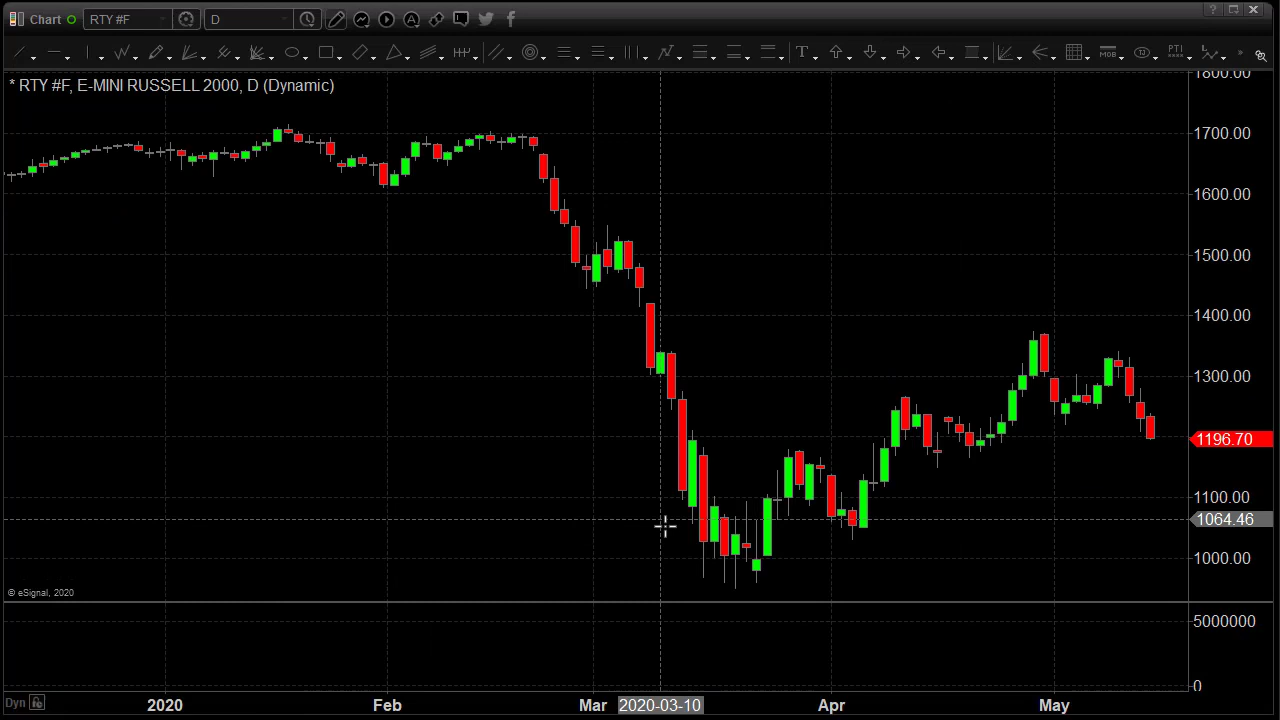 Chart RTY #F D
* RTY #F, E-MINI RUSSELL 2000, D (Dynamic)
1800.00
1700.00
1600.00
1500.00
1400.00
1300.00
1196.70
1100.00
1064.46
1000.00
© eSignal, 2020
5000000
0
Dyn
2020 Feb Mar 2020-03-10 Apr May
T MOB PTI